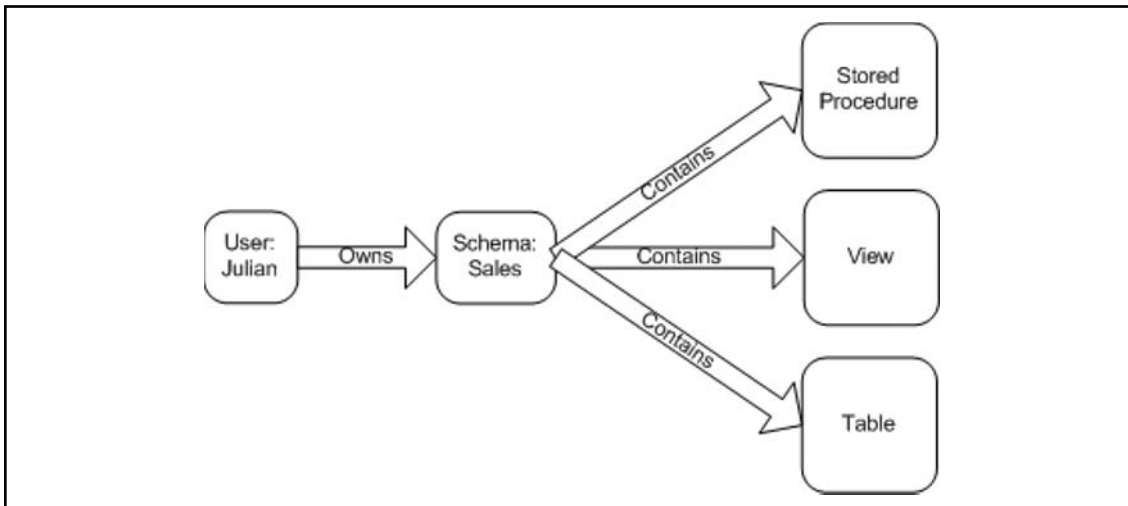 User:
Julian
Owns
Schema:
Sales
Contains
Stored
Procedure
Contains
View
Contains
Table